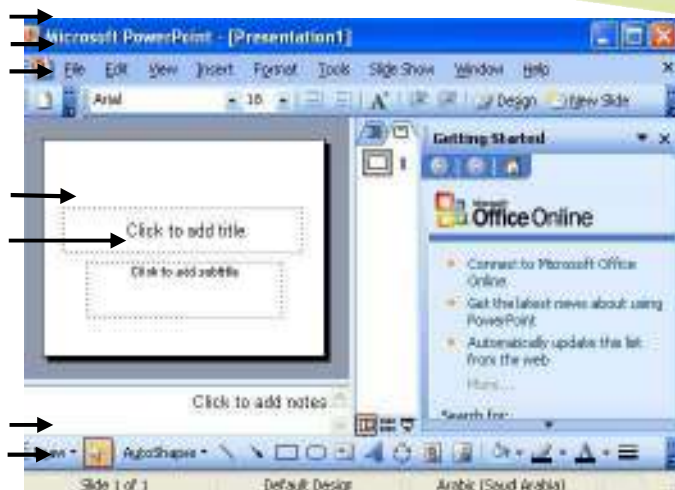 Microsoft PowerPoint - [Presentation1]
File Edit View Insert Format Tools Slide Show Window Help
Arial 18 A Design New Slide
Getting Started
Click to add title
Click to add subtitle
Microsoft
Office Online
Connect to Microsoft Office
Online
Get the latest news about using
PowerPoint
Automatically update this list
from the web
More...
Search for:
Click to add notes
AutoShapes
Slide 1 of 1 Default Design Arabic (Saudi Arabia)